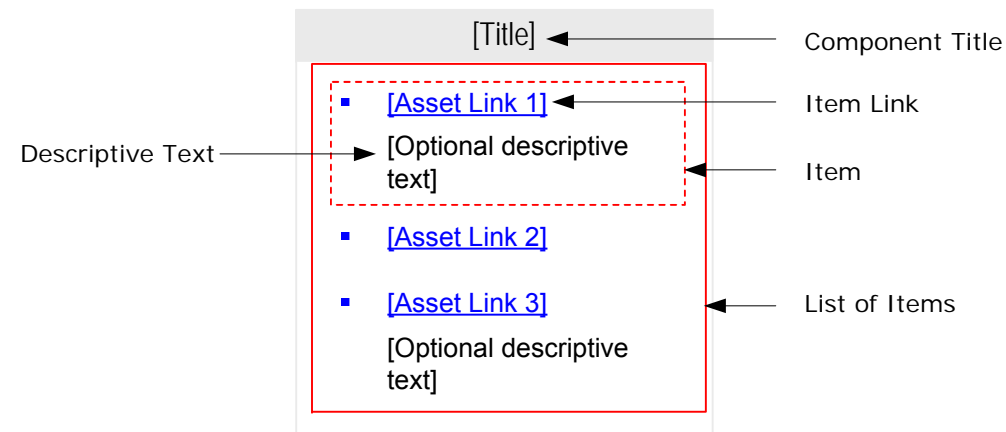 [Title]
Component Title
[Asset Link 1]
Item Link
Descriptive Text
[Optional descriptive
text]
Item
[Asset Link 2]
[Asset Link 3]
List of Items
[Optional descriptive
text]